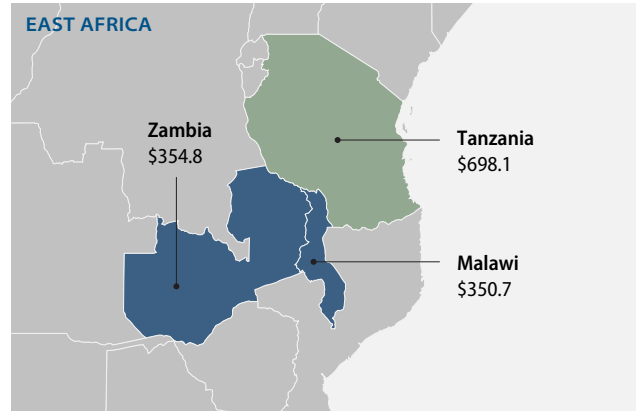 EAST AFRICA
Zambia
$354.8
Tanzania
$698.1
Malawi
$350.7